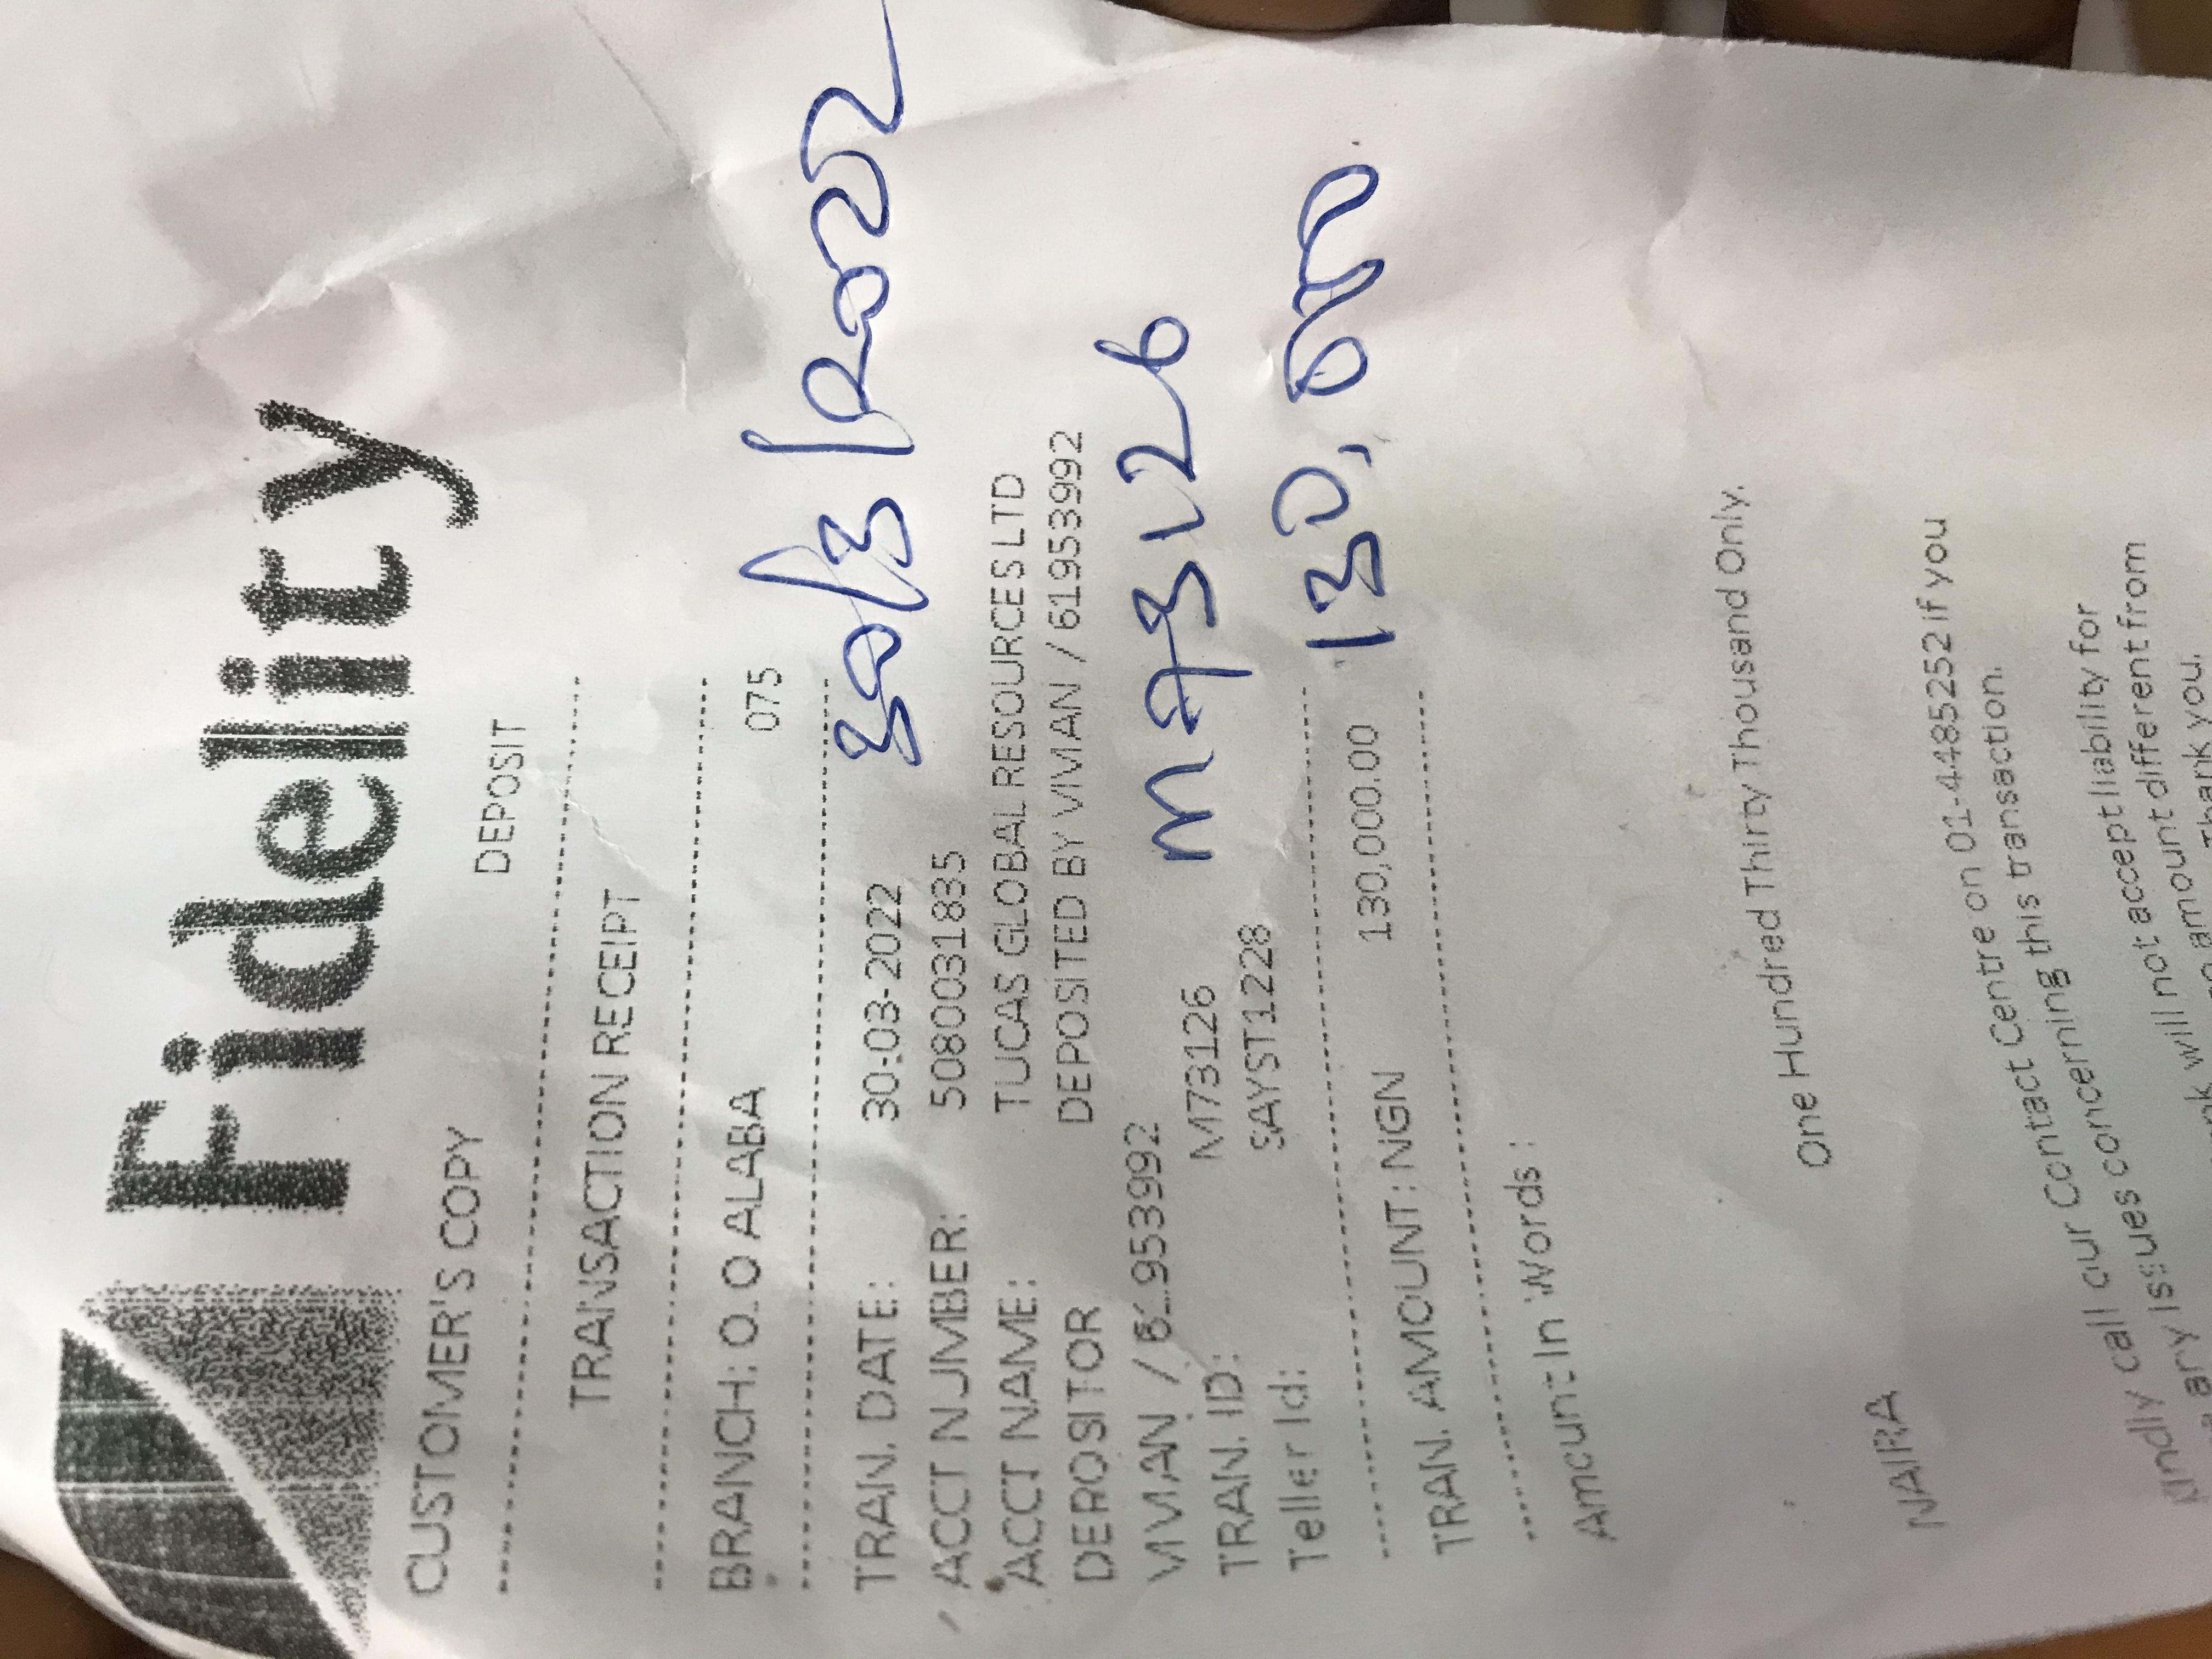 Fidelity
CUSTOMER'S COPY DEPOSIT
TRANSACTION RECEIPT
BRANCH: O. O ALABA 075
TRAN. DATE: 30-03-2022 30/3/2022
ACCT NUMBER: 5080031835
ACCT NAME: TUCAS GLOBAL RESOURCES LTD
DEPOSITOR DEPOSITED BY VIVIAN / 61953992
VIVIAN / 61953992
TRAN. ID: M73126 M73126
Teller Id: SAYST1228
TRAN. AMOUNT: NGN 130,000.00 130,000
Amount In Words :
One Hundred Thirty Thousand Only.
NAIRA
Kindly call our Contact Centre on 01-4485252 if you
any issues concerning this transaction.
will not accept liability for
amount different from
Thank you.